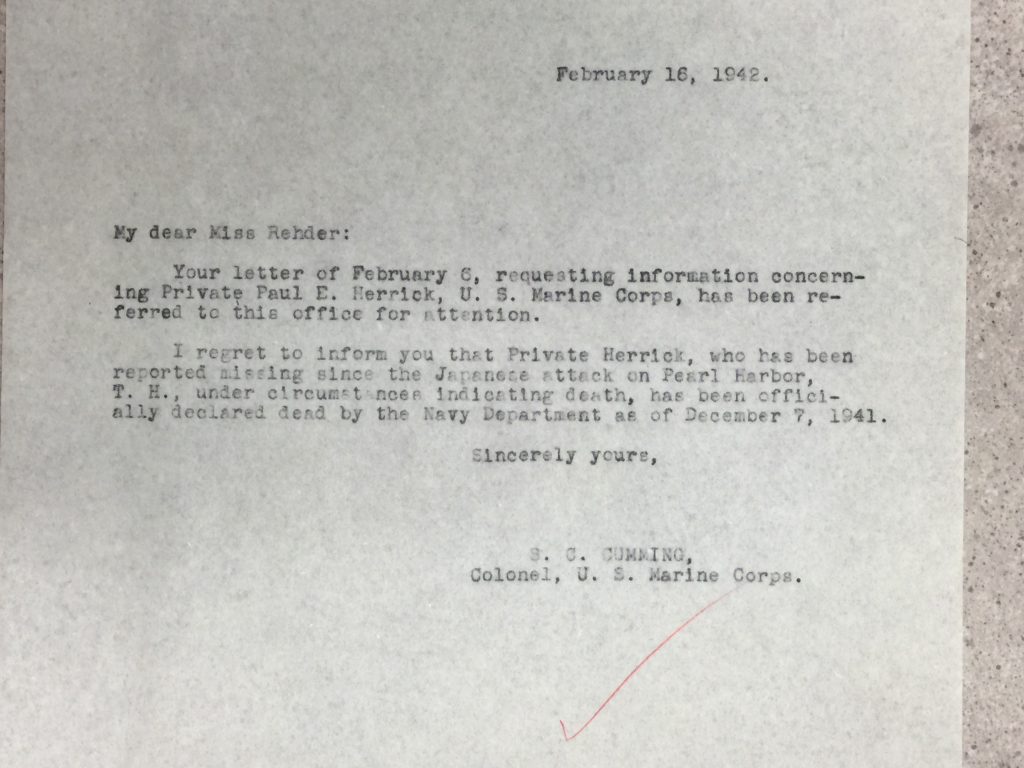 February 16, 1942.
My dear Miss Rehder:
Your letter of February 6, requesting information concern-
ing Private Paul E. Herrick, U. S. Marine Corps, has been re-
ferred to this office for attention.
I regret to inform you that Private Herrick, who has been
reported missing since the Japanese attack on Pearl Harbor,
T. H., under circumstances indicating death, has been offici-
ally declared dead by the Navy Department as of December 7, 1941.
Sincerely yours,
S. C. CUMMING,
Colonel, U. S. Marine Corps.